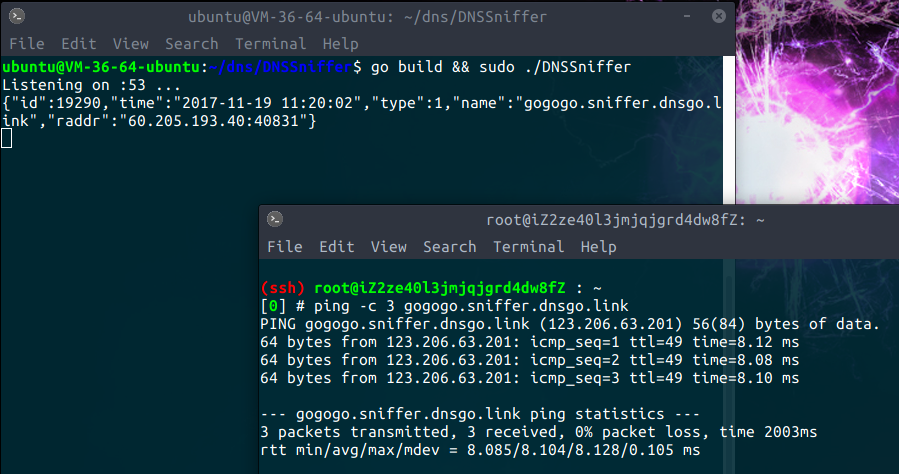 ubuntu@VM-36-64-ubuntu: ~/dns/DNSSniffer
File Edit View Search Terminal Help
ubuntu@VM-36-64-ubuntu:~/dns/DNSSniffer$ go build && sudo ./DNSSniffer
Listening on :53 ...
{"id":19290,"time":"2017-11-19 11:20:02","type":1,"name":"gogogo.sniffer.dnsgo.l
ink","raddr":"60.205.193.40:40831"}
root@iZ2ze40l3jmjqjgrd4dw8fZ: ~
File Edit View Search Terminal Help
(ssh) root@iZ2ze40l3jmjqjgrd4dw8fZ : ~
[0] # ping -c 3 gogogo.sniffer.dnsgo.link
PING gogogo.sniffer.dnsgo.link (123.206.63.201) 56(84) bytes of data.
64 bytes from 123.206.63.201: icmp_seq=1 ttl=49 time=8.12 ms
64 bytes from 123.206.63.201: icmp_seq=2 ttl=49 time=8.08 ms
64 bytes from 123.206.63.201: icmp_seq=3 ttl=49 time=8.10 ms
--- gogogo.sniffer.dnsgo.link ping statistics ---
3 packets transmitted, 3 received, 0% packet loss, time 2003ms
rtt min/avg/max/mdev = 8.085/8.104/8.128/0.105 ms